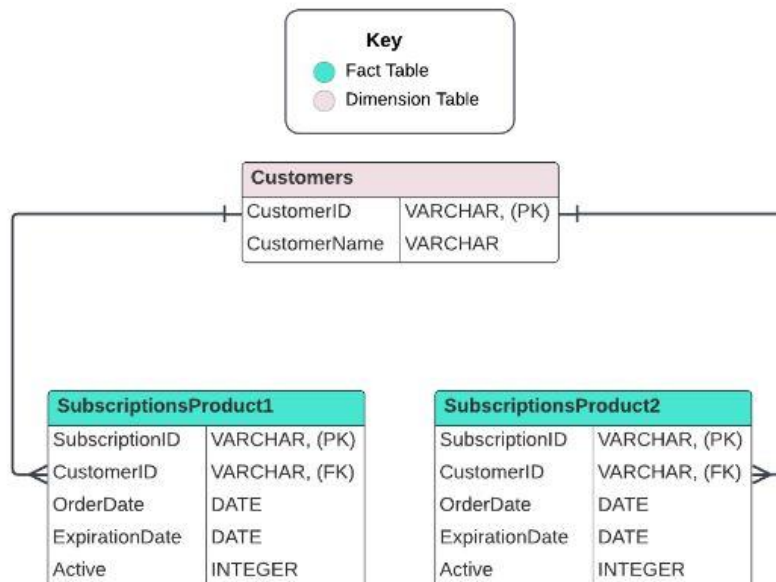 Key
Fact Table
Dimension Table
Customers
CustomerID VARCHAR, (PK)
CustomerName VARCHAR
SubscriptionsProduct1
SubscriptionID VARCHAR, (PK)
CustomerID VARCHAR, (FK)
OrderDate DATE
ExpirationDate DATE
Active INTEGER
SubscriptionsProduct2
SubscriptionID VARCHAR, (PK)
CustomerID VARCHAR, (FK)
OrderDate DATE
ExpirationDate DATE
Active INTEGER